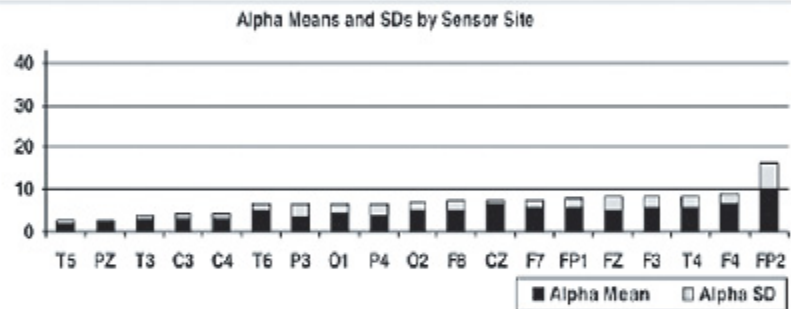 Alpha Means and SDs by Sensor Site
40
30
20
10
0
T5 PZ T3 C3 C4 T6 P3 O1 P4 O2 F8 CZ F7 FP1 FZ F3 T4 F4 FP2
Alpha Mean Alpha SD